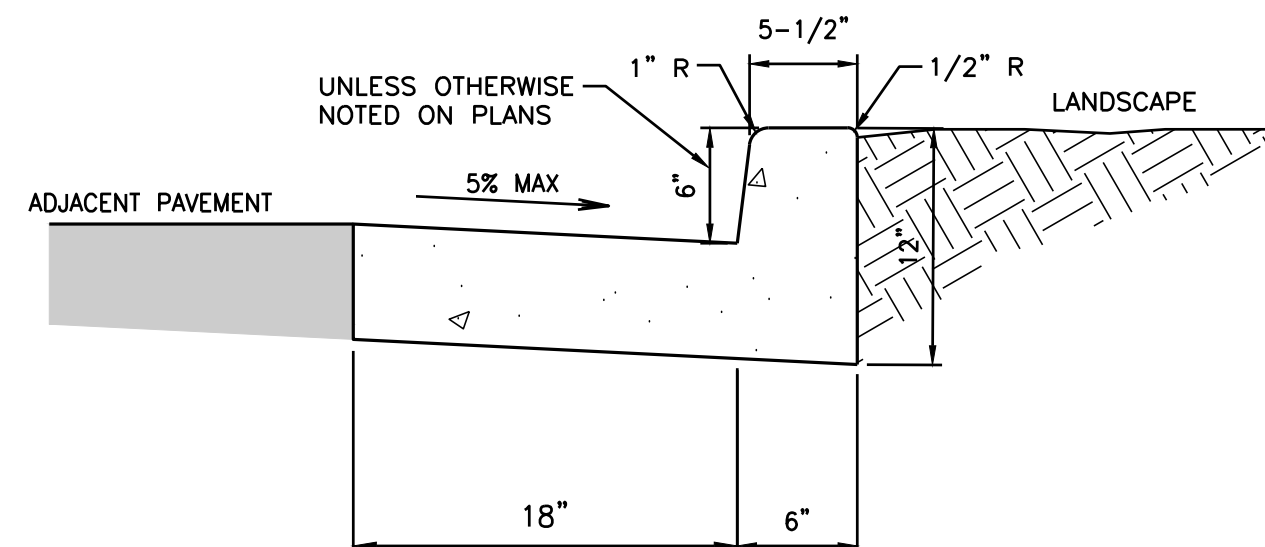 5-1/2"
1" R
1/2" R
UNLESS OTHERWISE
NOTED ON PLANS
LANDSCAPE
6"
5% MAX
ADJACENT PAVEMENT
12"
18"
6"